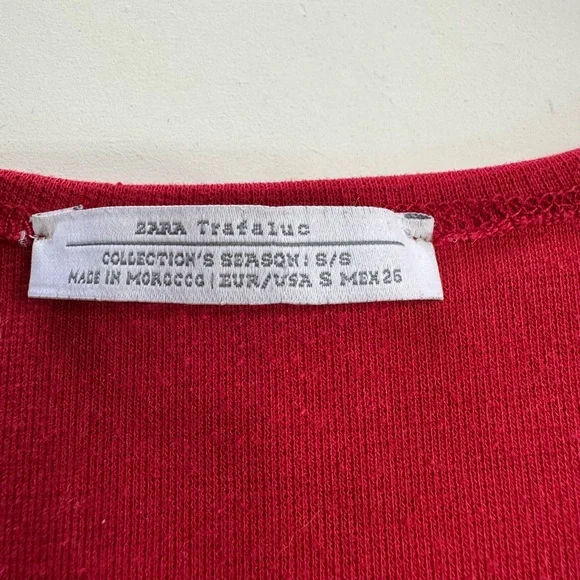 ZARA Trafaluc
COLLECTION'S SEASON: S/S
MADE IN MOROCCO | EUR/USA S MEX 26